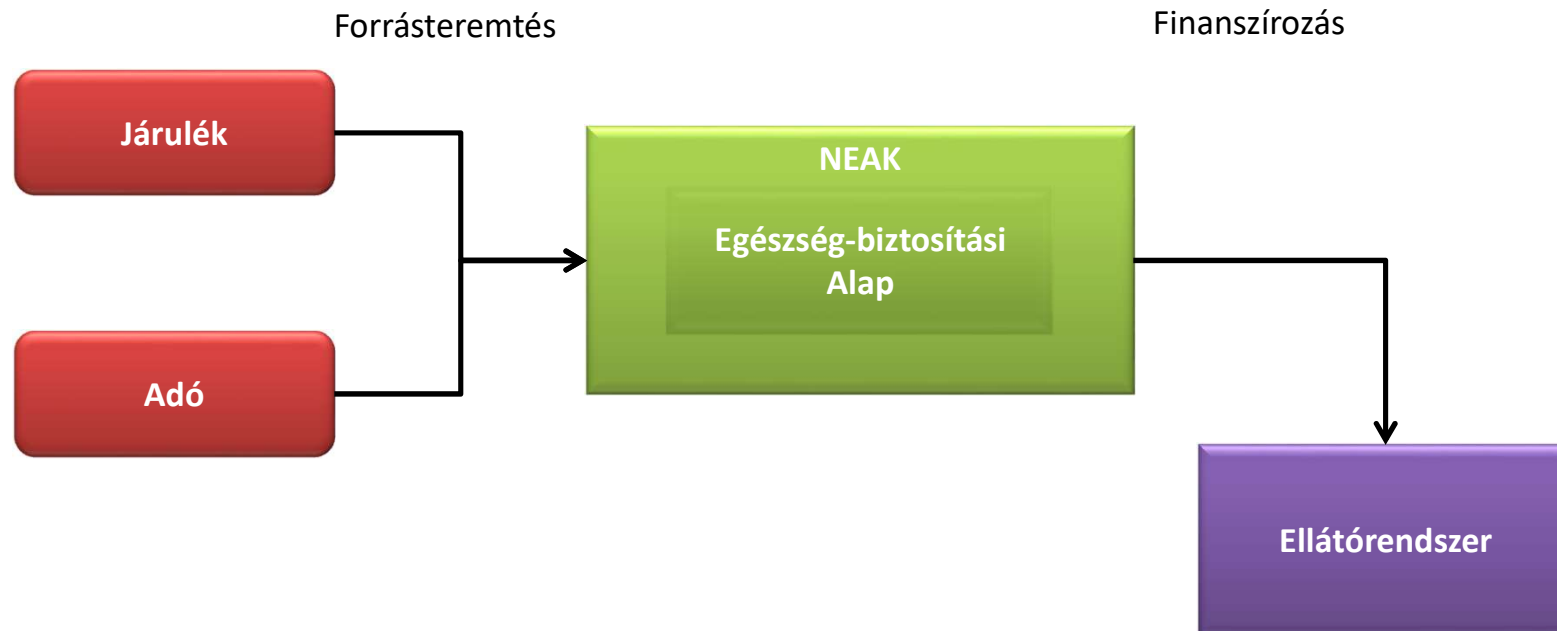 Forrásteremtés
Finanszírozás
Járulék
NEAK
Egészség-biztosítási
Alap
Adó
Ellátórendszer